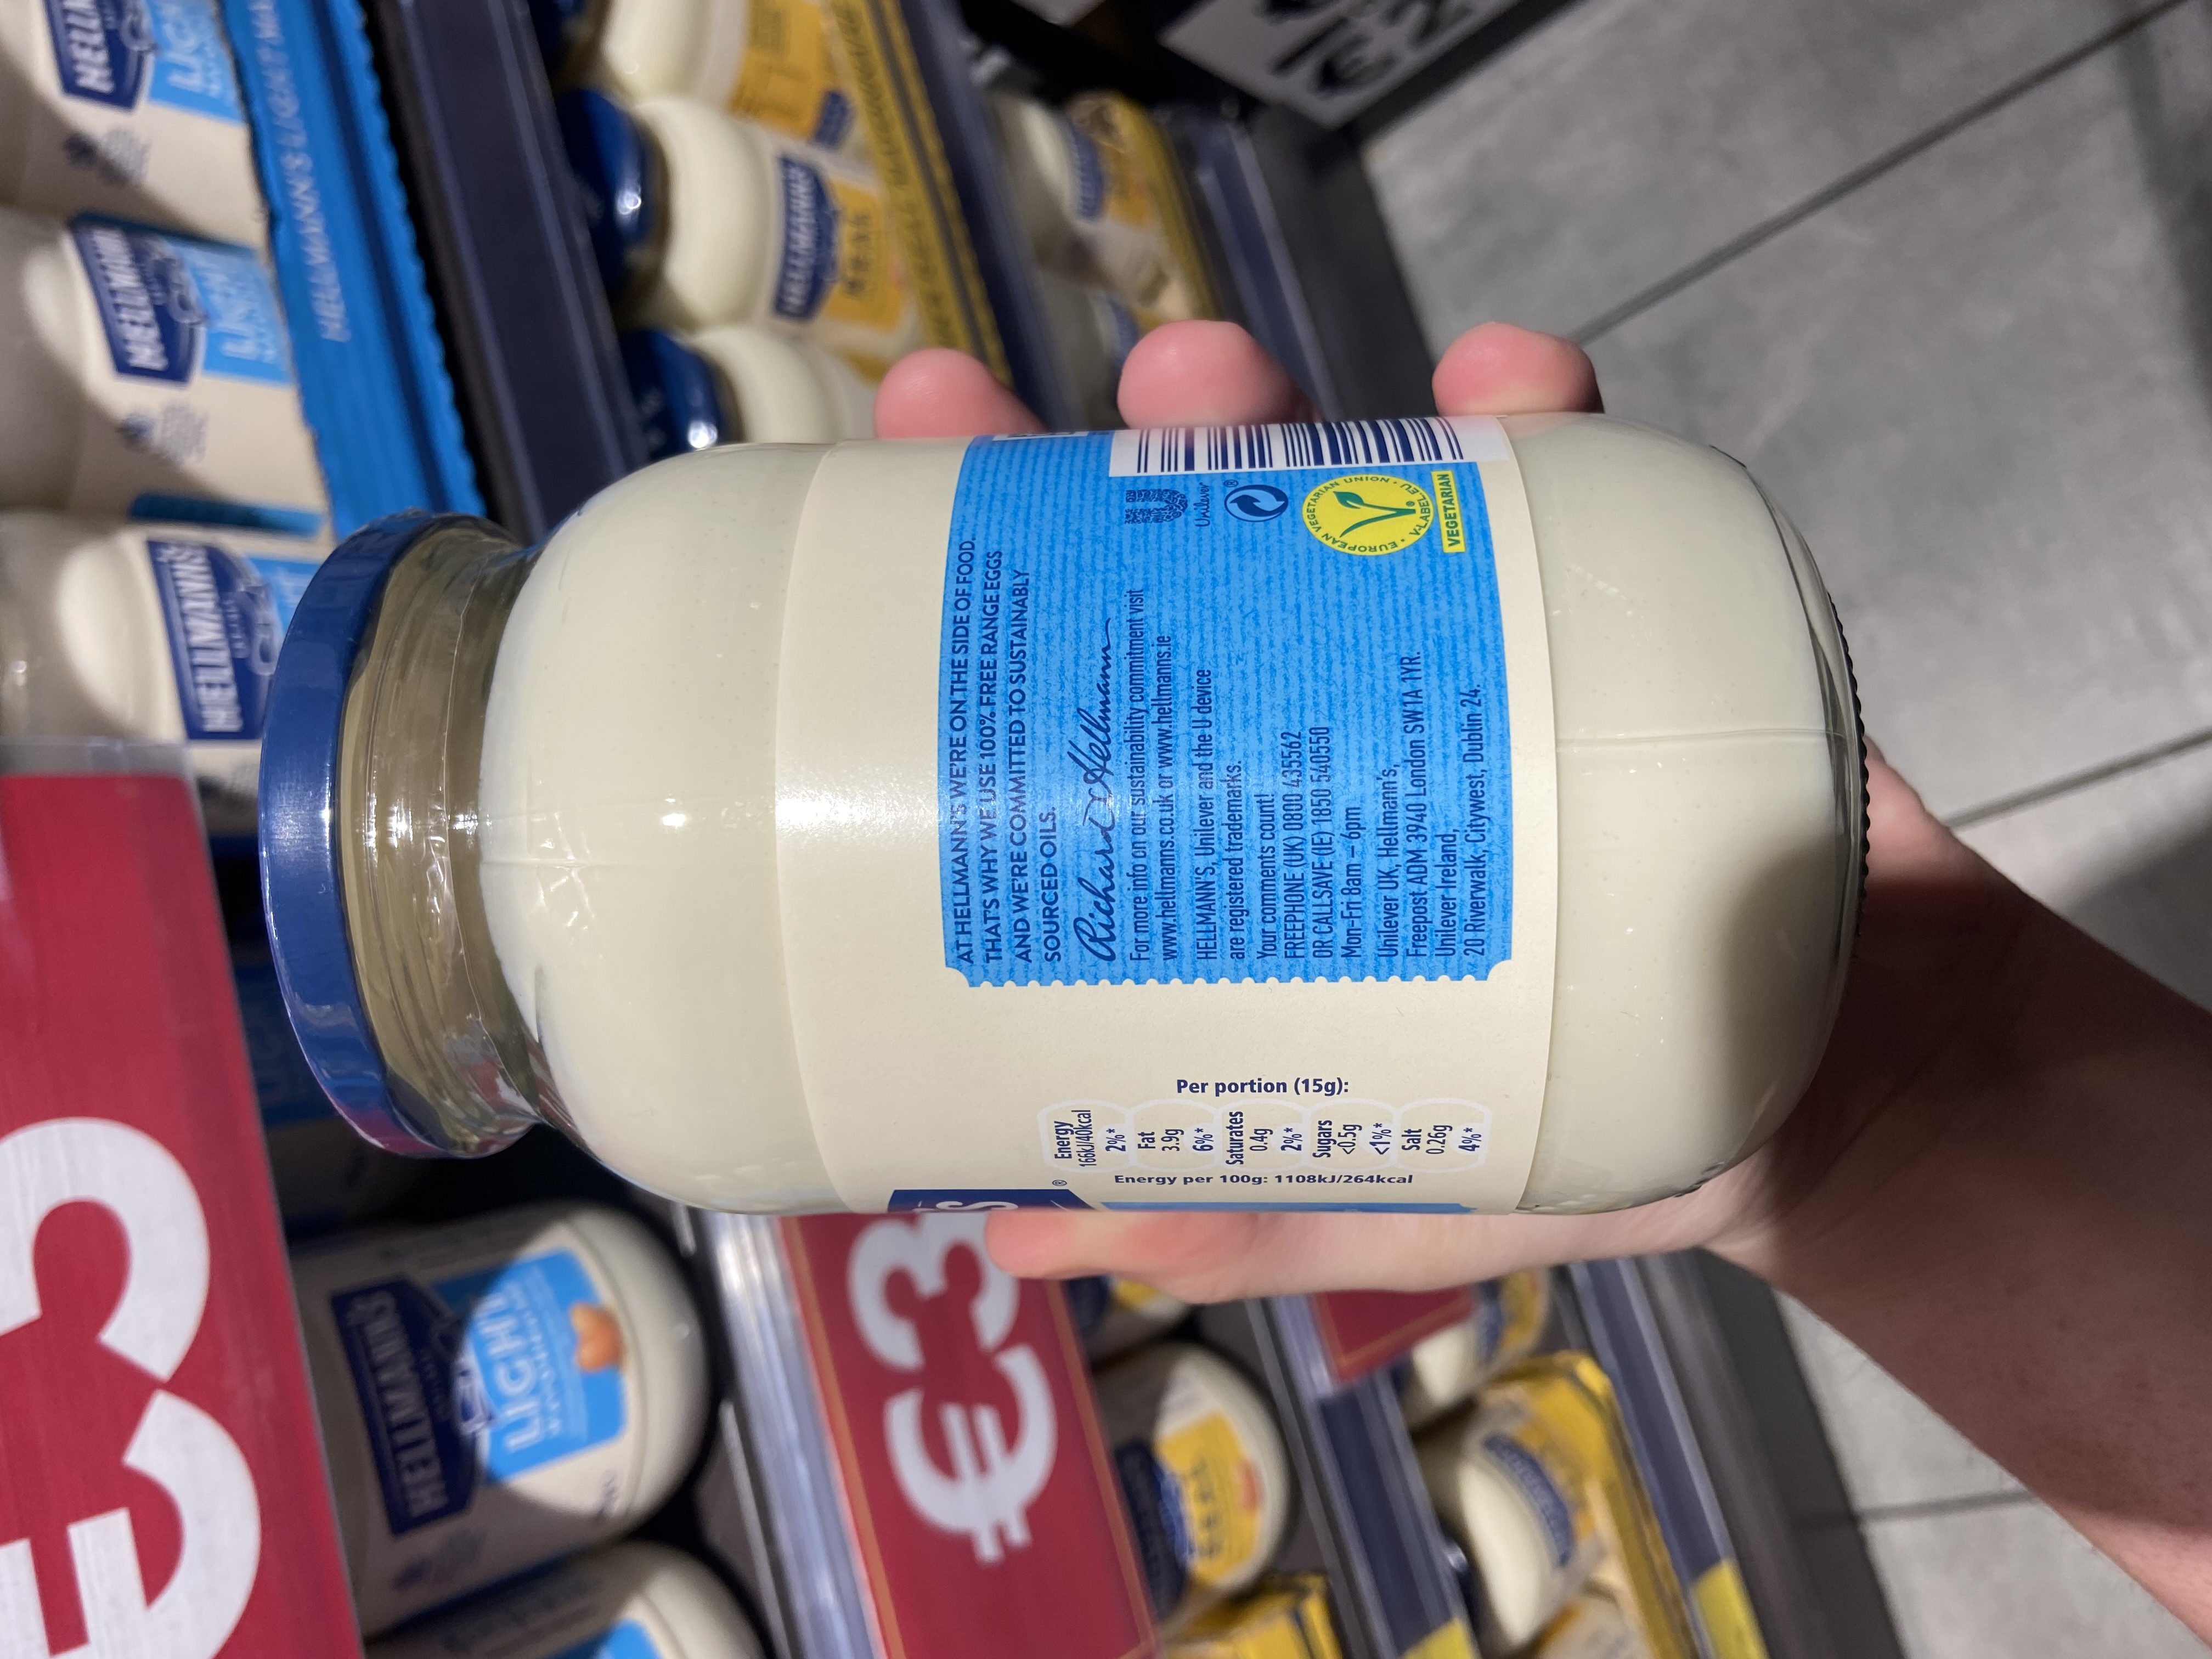 €3
HELLMANN'S
HELLMANN'S
LIGHT
HELLMANN'S
LIGHT
HELLMANN'S LIGHT
HELLMANN'S
LIGHT
€3
HELLMANN'S
REAL
REAL
's
®
Energy per 100g: 1108kJ/264kcal
Energy
166kJ/40kcal
2%*
Fat
3.9g
6%*
Saturates
0.4g
2%*
Sugars
<0.5g
<1%*
Salt
0.26g
4%*
Per portion (15g):
AT HELLMANN'S WE'RE ON THE SIDE OF FOOD.
THAT'S WHY WE USE 100% FREE RANGE EGGS
AND WE'RE COMMITTED TO SUSTAINABLY
SOURCED OILS.
Richard Hellmann
For more info on our sustainability commitment visit
www.hellmanns.co.uk or www.hellmanns.ie
HELLMANN'S, Unilever and the U device
are registered trademarks.
Your comments count!
FREEPHONE (UK) 0800 435562
OR CALLSAVE (IE) 1850 540550
Mon-Fri 8am – 6pm
Unilever UK, Hellmann's,
Freepost ADM 3940 London SW1A 1YR.
Unilever Ireland,
20 Riverwalk, Citywest, Dublin 24.
Unilever
®
EUROPEAN VEGETARIAN UNION
V-LABEL.EU
VEGETARIAN